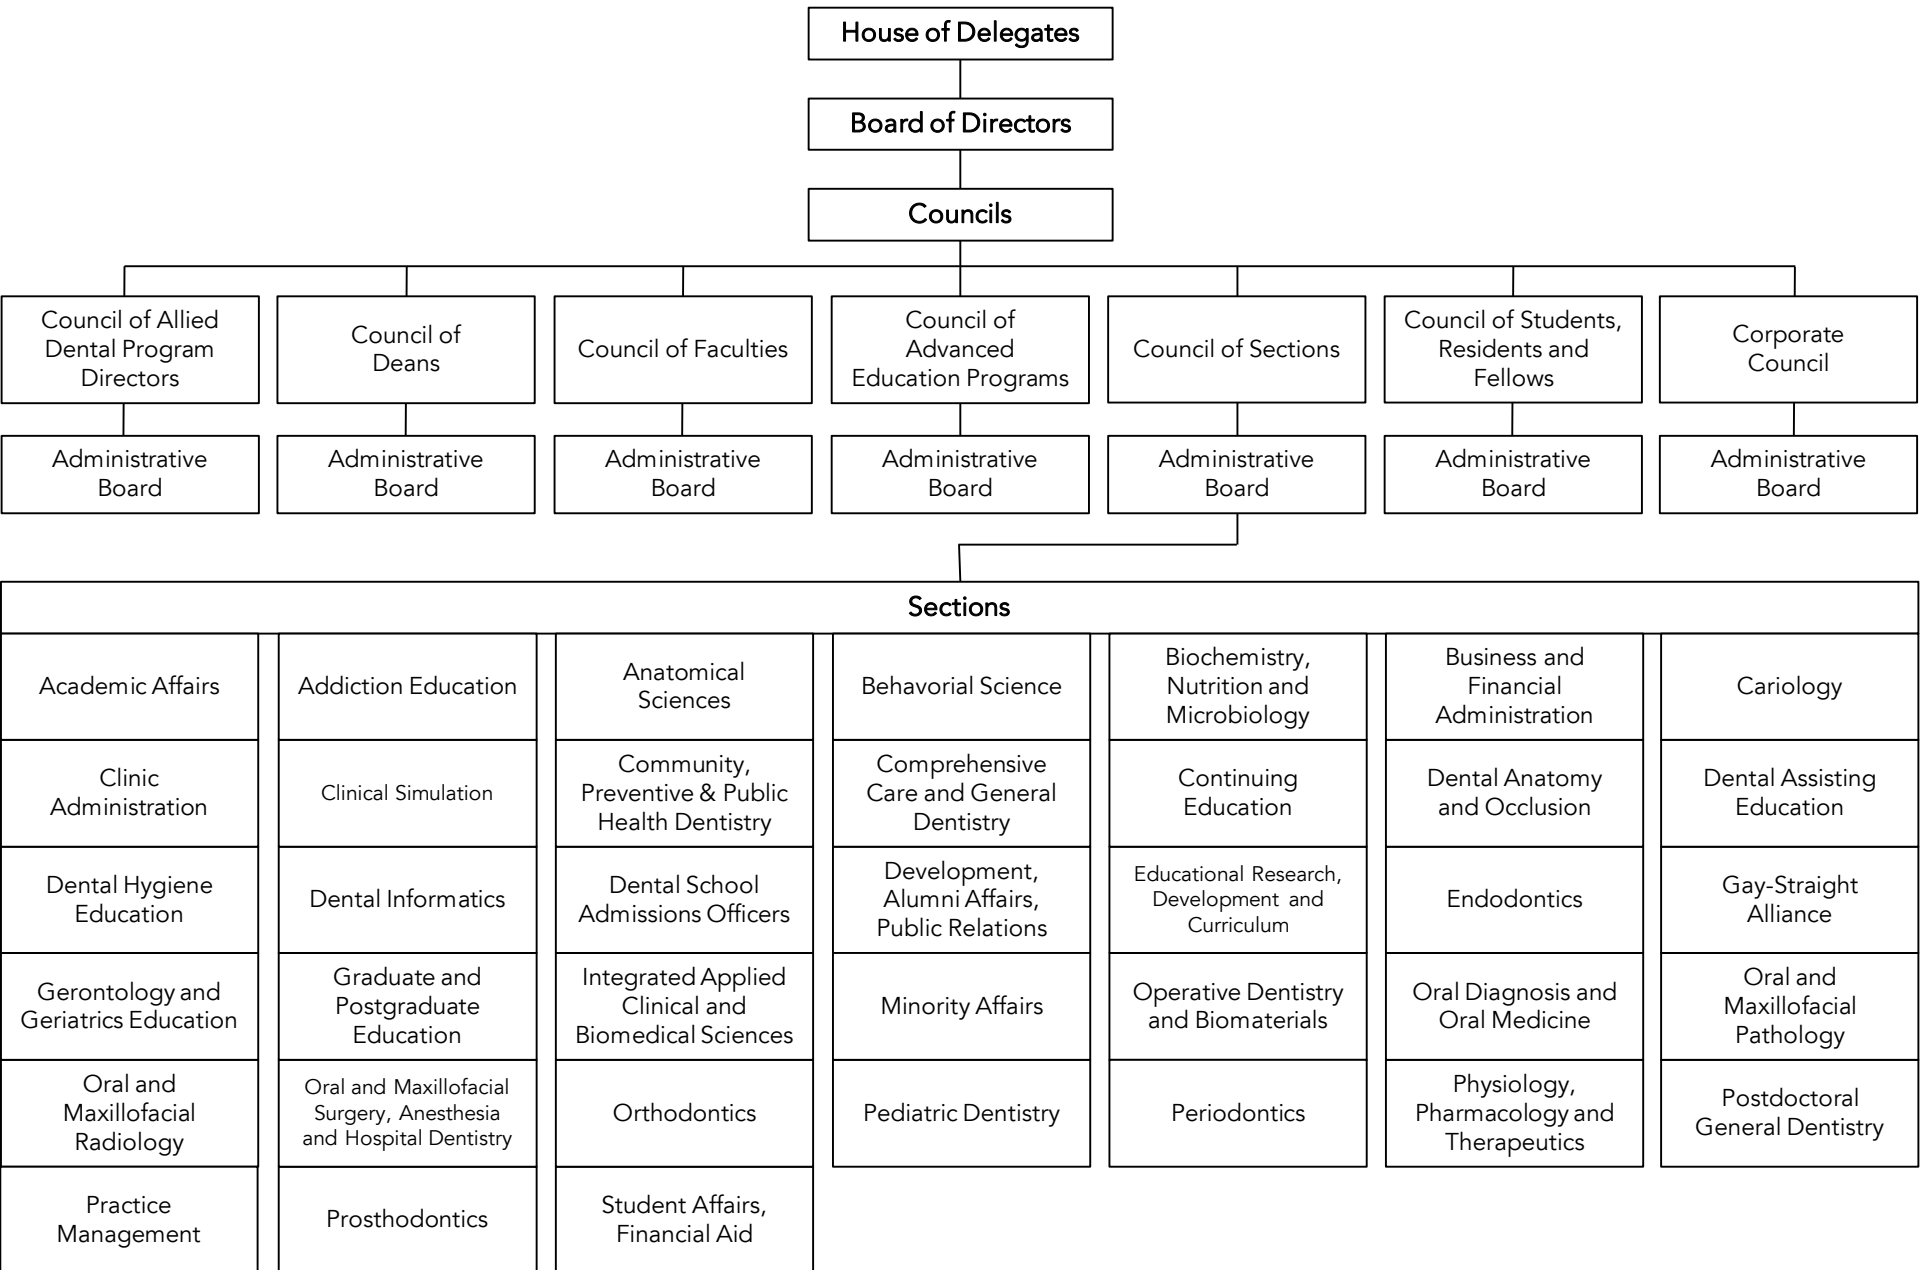 House of Delegates
Board of Directors
Councils
Council of Allied
Dental Program
Directors
Council of
Deans
Council of Faculties
Council of
Advanced
Education Programs
Council of Sections
Council of Students,
Residents and
Fellows
Corporate
Council
Administrative
Board
Administrative
Board
Administrative
Board
Administrative
Board
Administrative
Board
Administrative
Board
Administrative
Board
Sections
Academic Affairs
Addiction Education
Anatomical
Sciences
Behavorial Science
Biochemistry,
Nutrition and
Microbiology
Business and
Financial
Administration
Cariology
Clinic
Administration
Clinical Simulation
Community,
Preventive & Public
Health Dentistry
Comprehensive
Care and General
Dentistry
Continuing
Education
Dental Anatomy
and Occlusion
Dental Assisting
Education
Dental Hygiene
Education
Dental Informatics
Dental School
Admissions Officers
Development,
Alumni Affairs,
Public Relations
Educational Research,
Development and
Curriculum
Endodontics
Gay-Straight
Alliance
Gerontology and
Geriatrics Education
Graduate and
Postgraduate
Education
Integrated Applied
Clinical and
Biomedical Sciences
Minority Affairs
Operative Dentistry
and Biomaterials
Oral Diagnosis and
Oral Medicine
Oral and
Maxillofacial
Pathology
Oral and
Maxillofacial
Radiology
Oral and Maxillofacial
Surgery, Anesthesia
and Hospital Dentistry
Orthodontics
Pediatric Dentistry
Periodontics
Physiology,
Pharmacology and
Therapeutics
Postdoctoral
General Dentistry
Practice
Management
Prosthodontics
Student Affairs,
Financial Aid